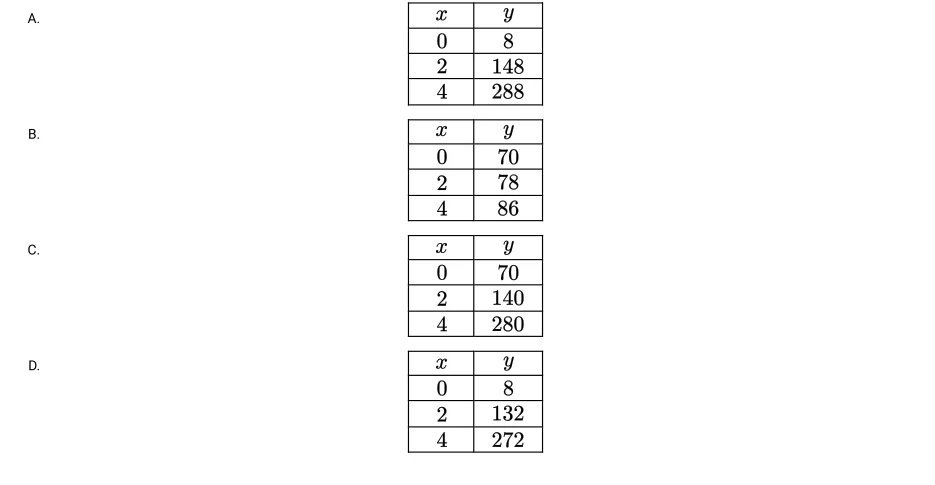 A.
x y
0 8
2 148
4 288
B.
x y
0 70
2 78
4 86
C.
x y
0 70
2 140
4 280
D.
x y
0 8
2 132
4 272